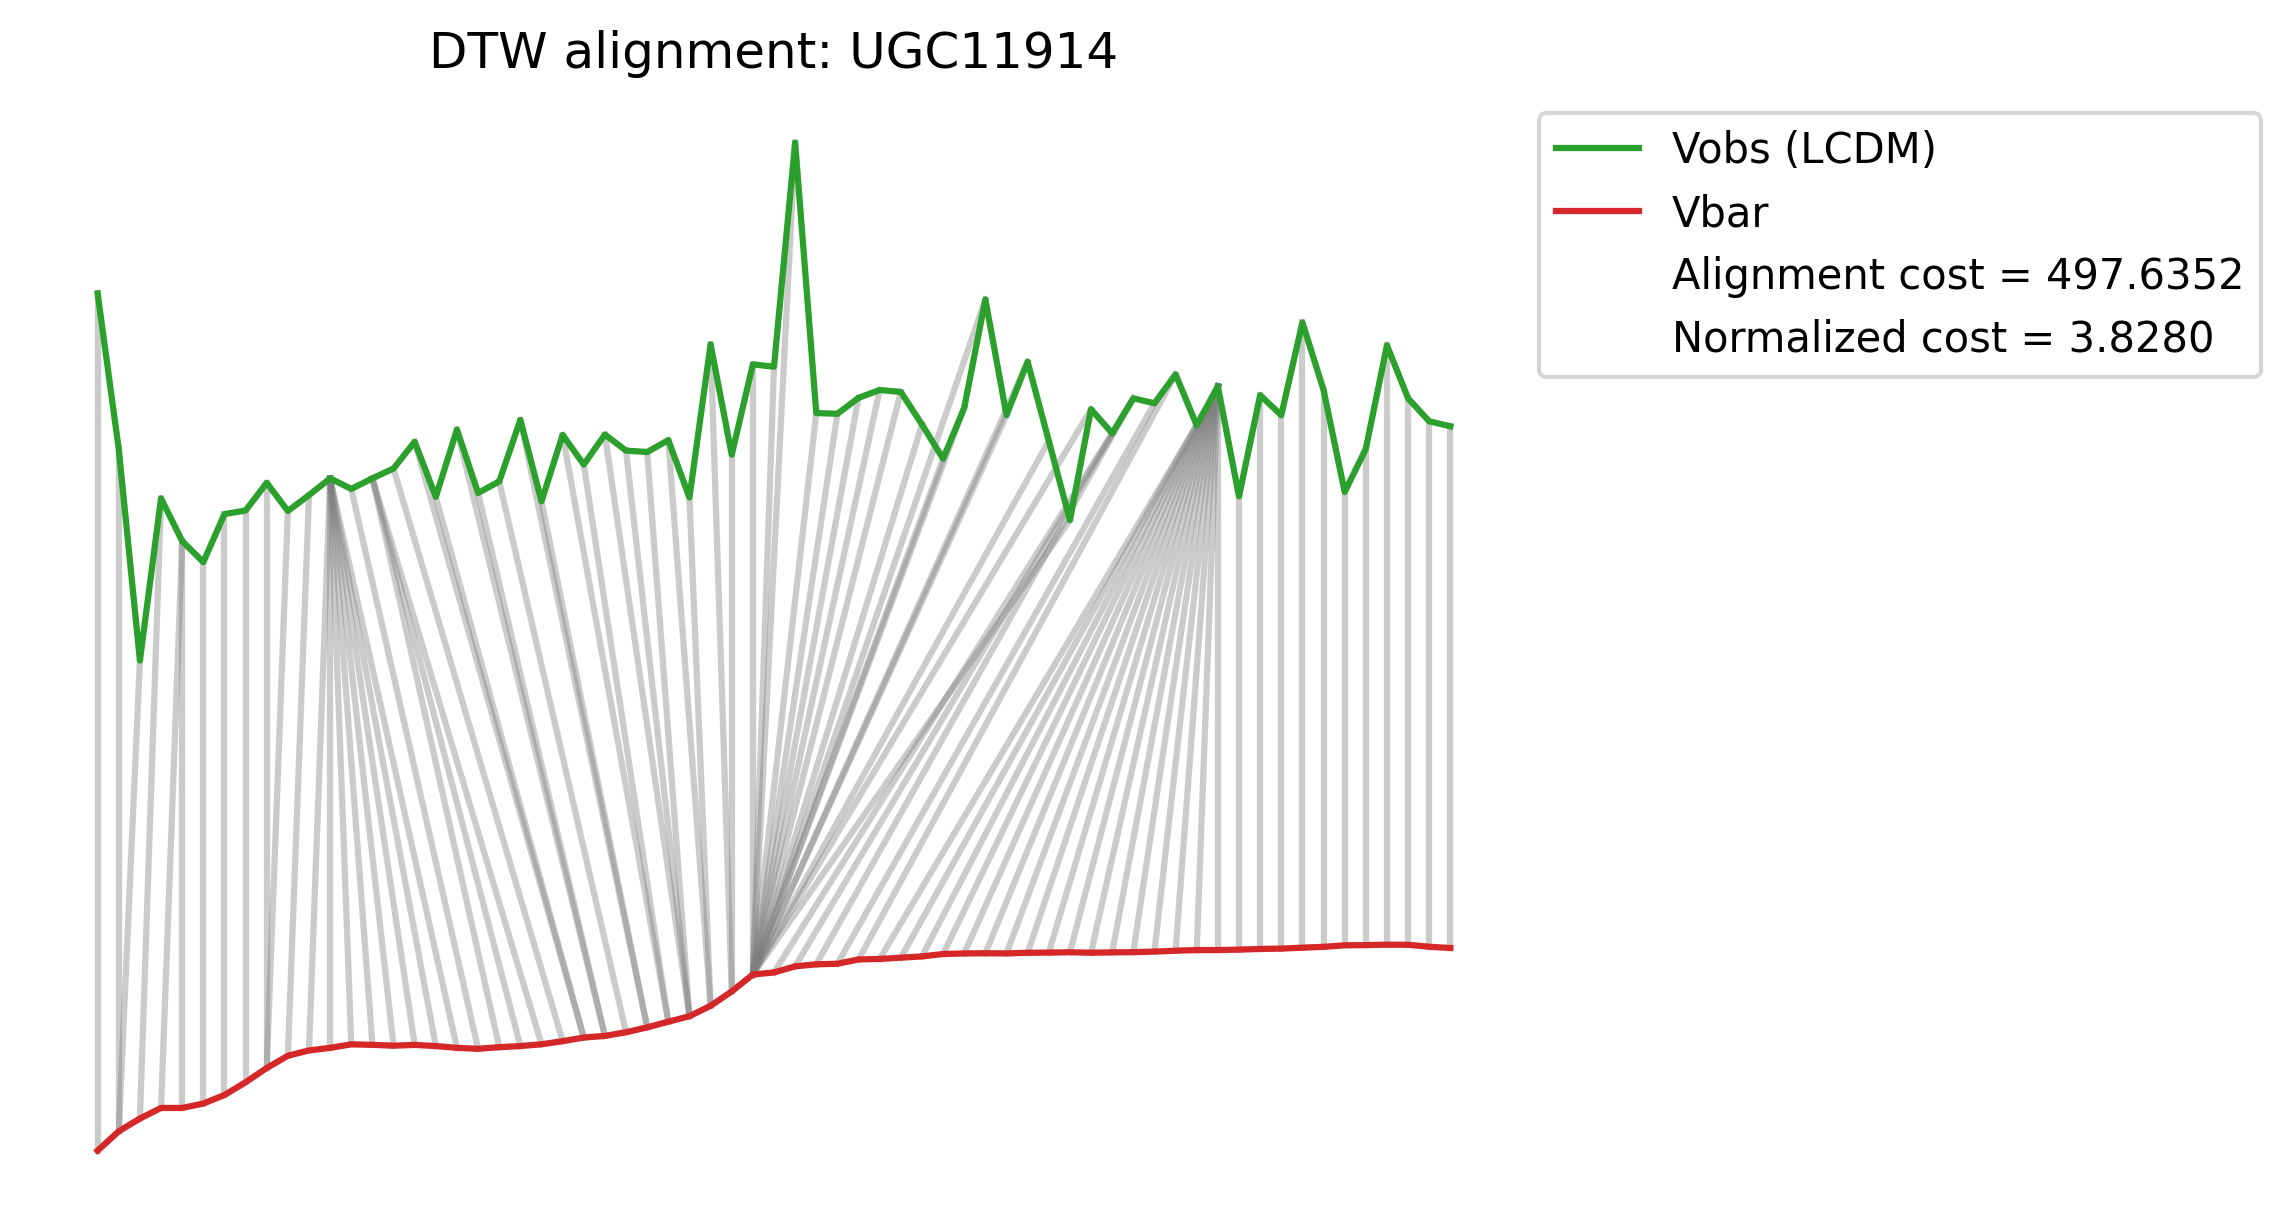 DTW alignment: UGC11914
Vobs (LCDM)
Vbar
Alignment cost = 497.6352
Normalized cost = 3.8280